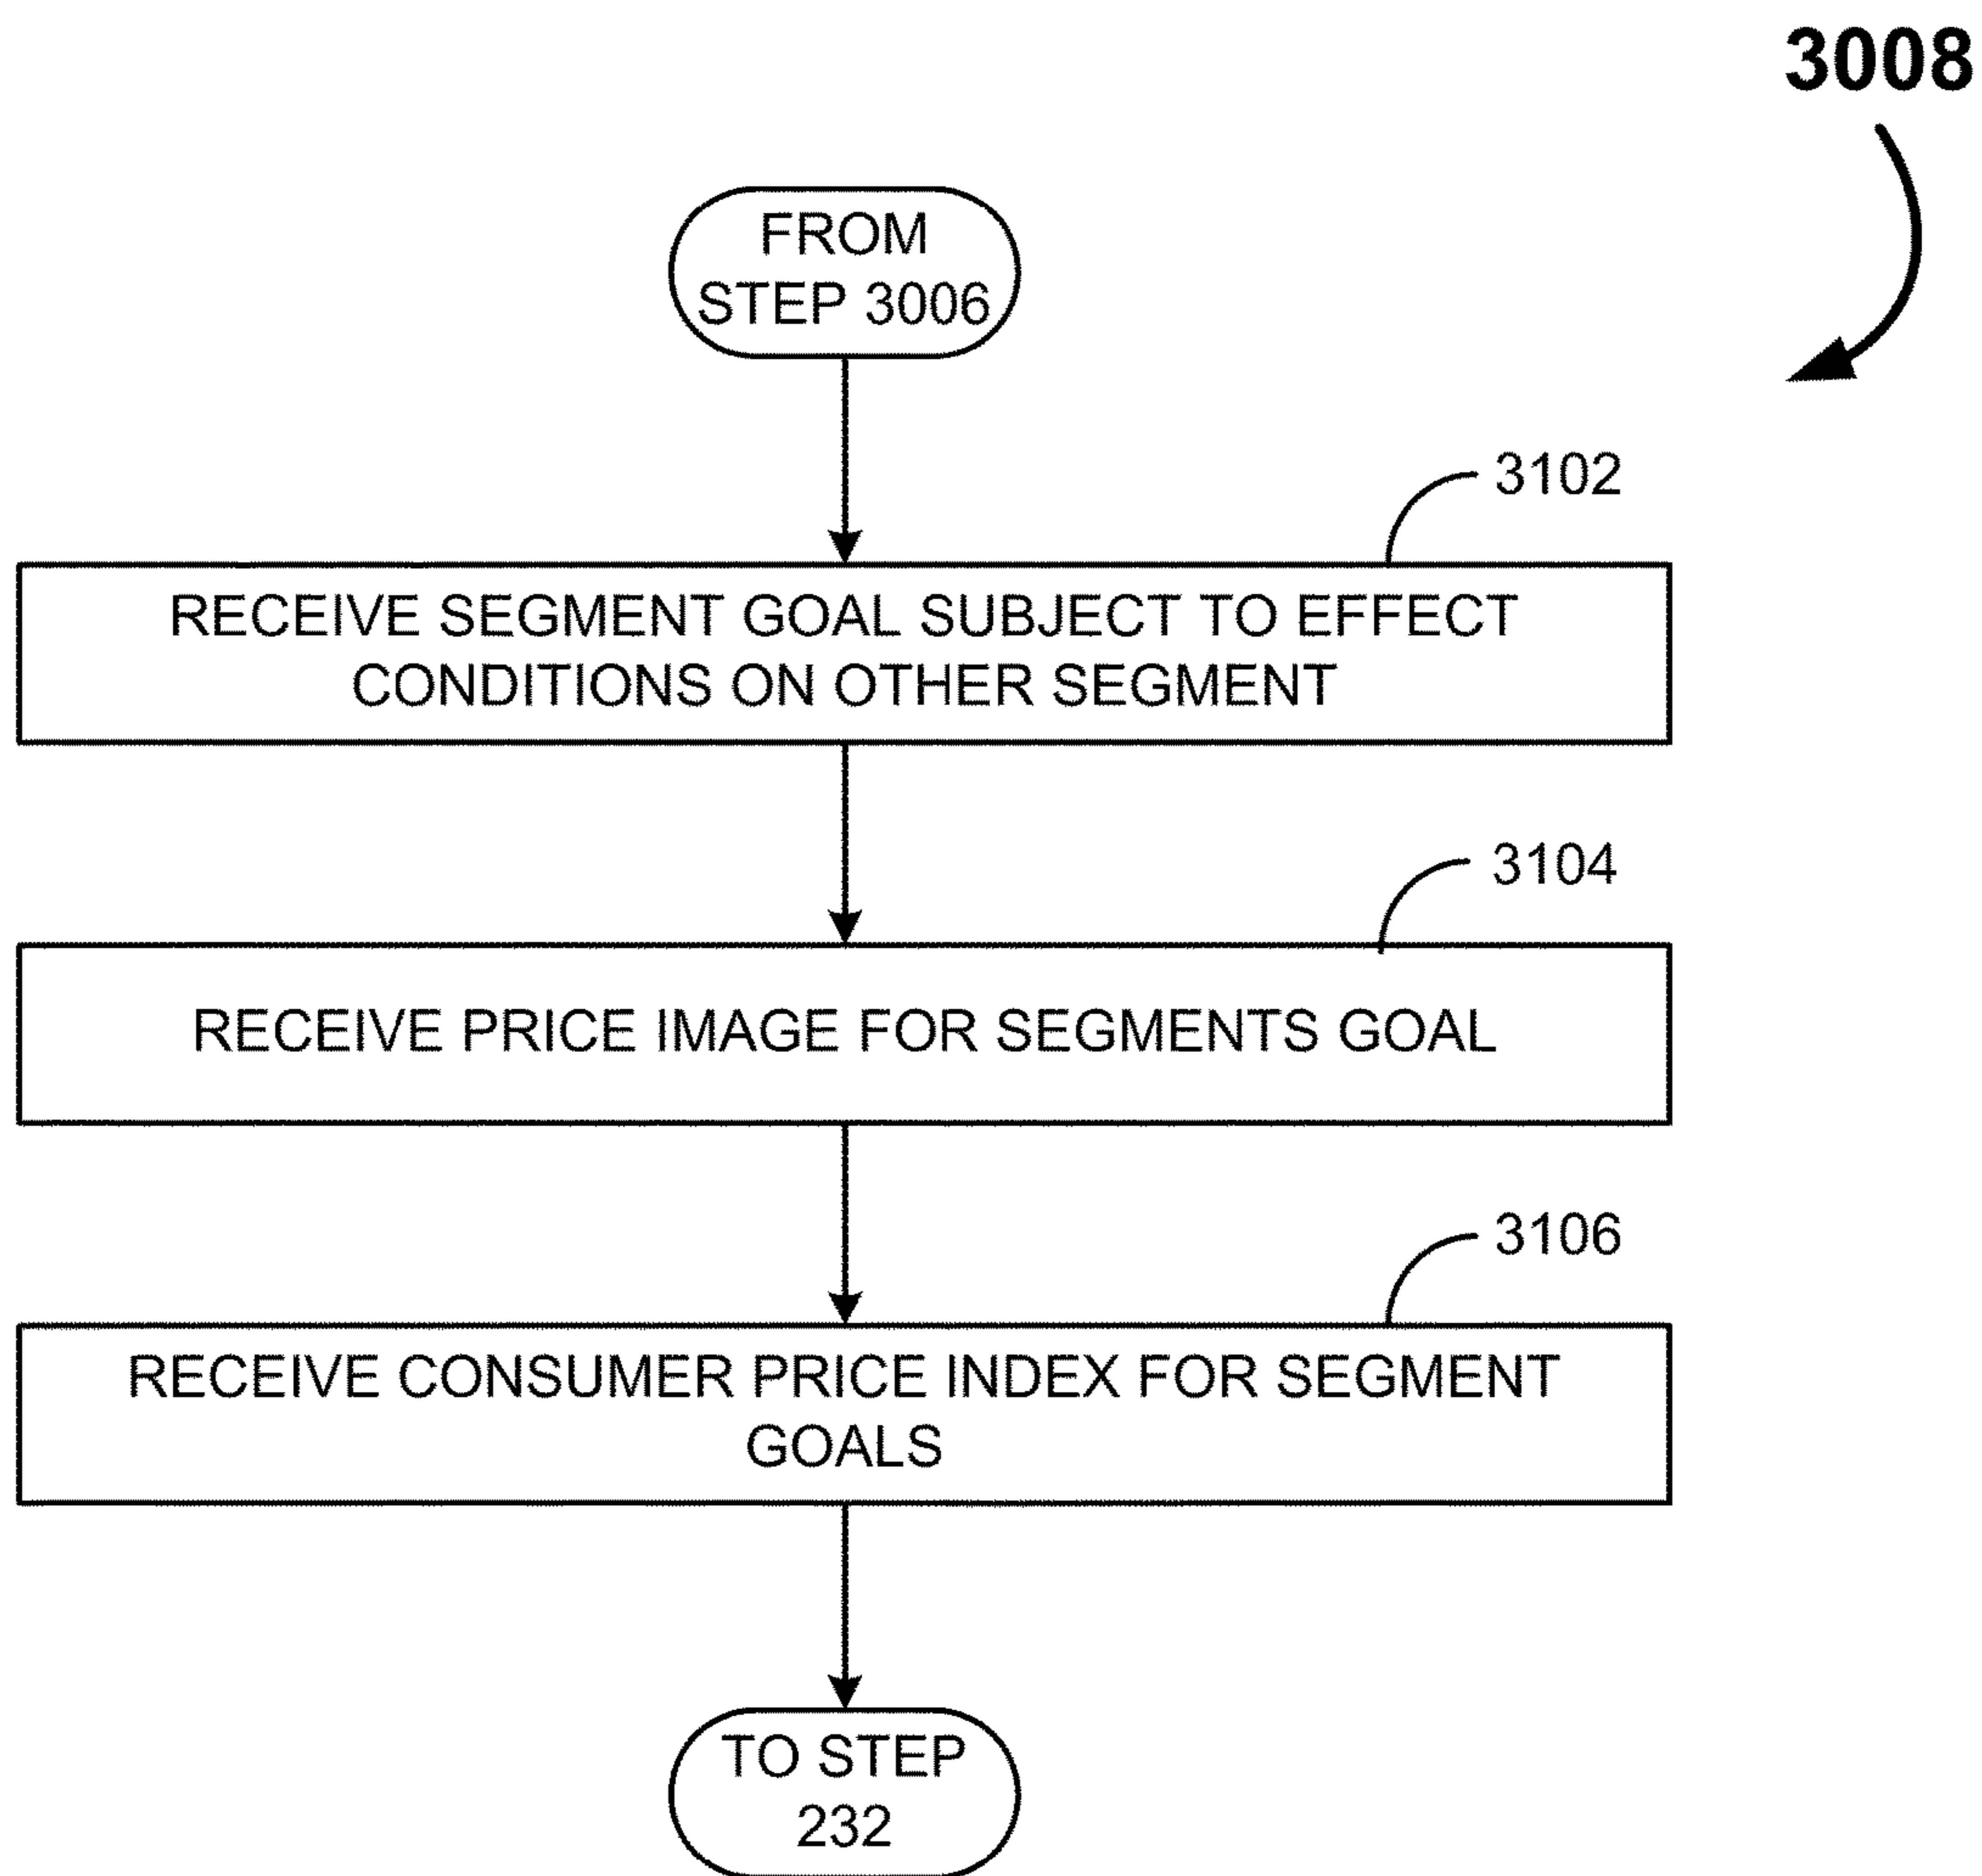 3008
FROM
STEP 3006
3102
RECEIVE SEGMENT GOAL SUBJECT TO EFFECT
CONDITIONS ON OTHER SEGMENT
3104
RECEIVE PRICE IMAGE FOR SEGMENTS GOAL
3106
RECEIVE CONSUMER PRICE INDEX FOR SEGMENT
GOALS
TO STEP
232